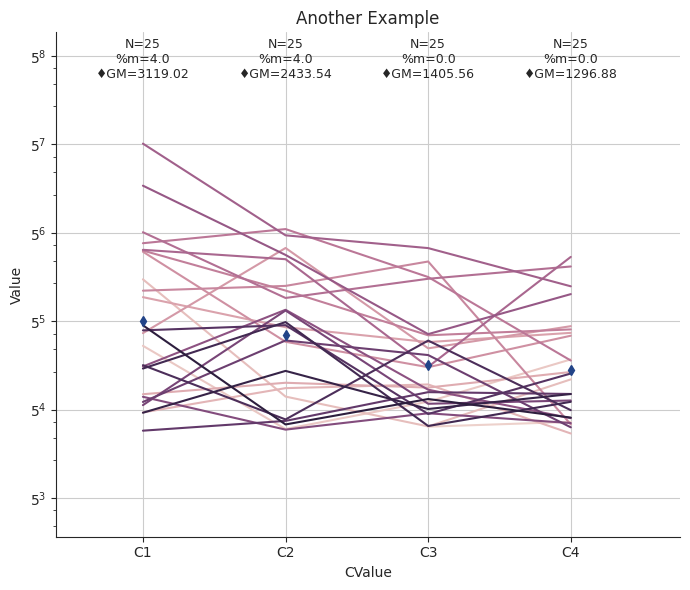 Another Example
N=25
%m=4.0
♦GM=3119.02
N=25
%m=4.0
♦GM=2433.54
N=25
%m=0.0
♦GM=1405.56
N=25
%m=0.0
♦GM=1296.88
Value
5⁸
5⁷
5⁶
5⁵
5⁴
5³
C1 C2 C3 C4
CValue